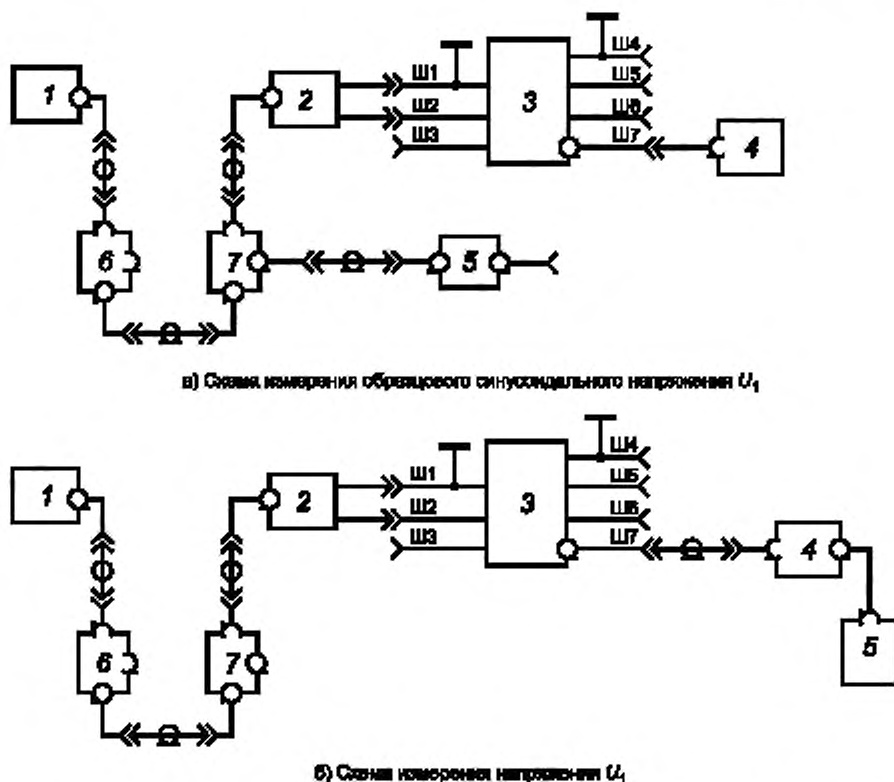 Ш1
Ш4
1
2
Ш2
3
Ш5
Ш6
Ш3
Ш7
4
6
7
5
а) Схема измерения образцового синусоидального напряжения U₁
Ш1
Ш4
1
2
Ш2
3
Ш5
Ш6
Ш3
Ш7
4
6
7
5
б) Схема измерения напряжения Uᵢ